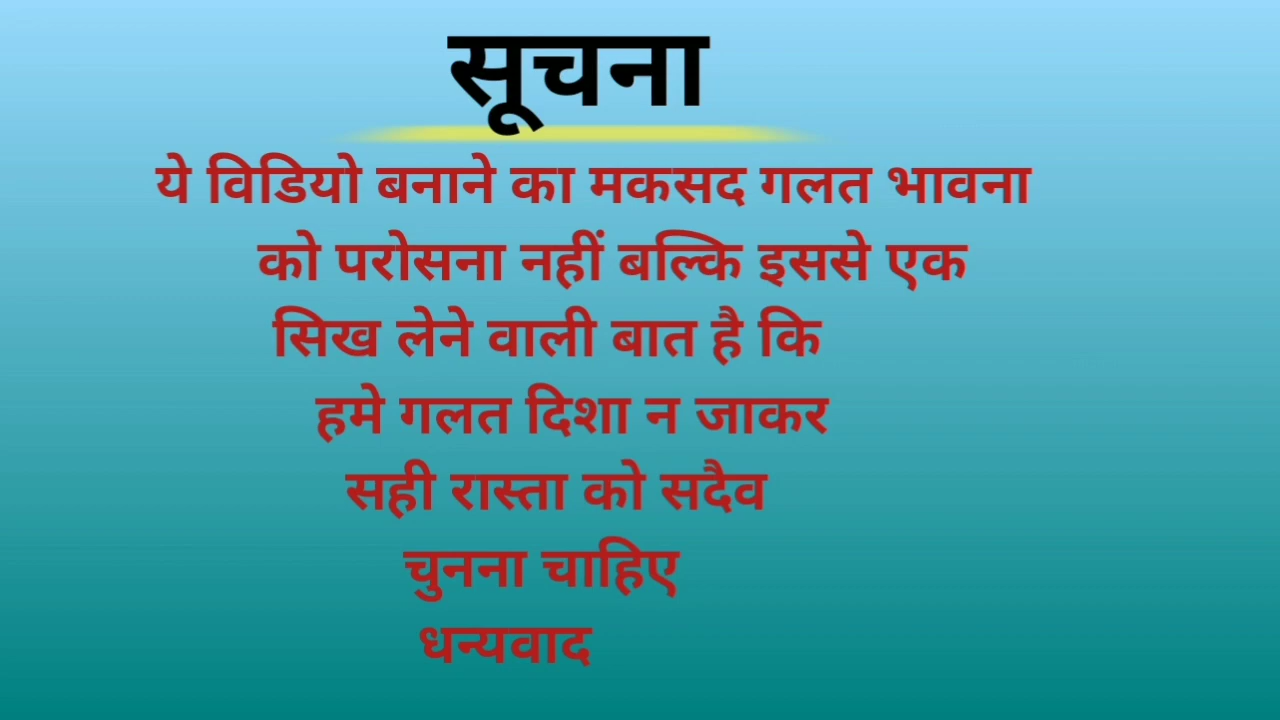 सूचना
ये विडियो बनाने का मकसद गलत भावना
को परोसना नहीं बल्कि इससे एक
सिख लेने वाली बात है कि
हमे गलत दिशा न जाकर
सही रास्ता को सदैव
चुनना चाहिए
धन्यवाद